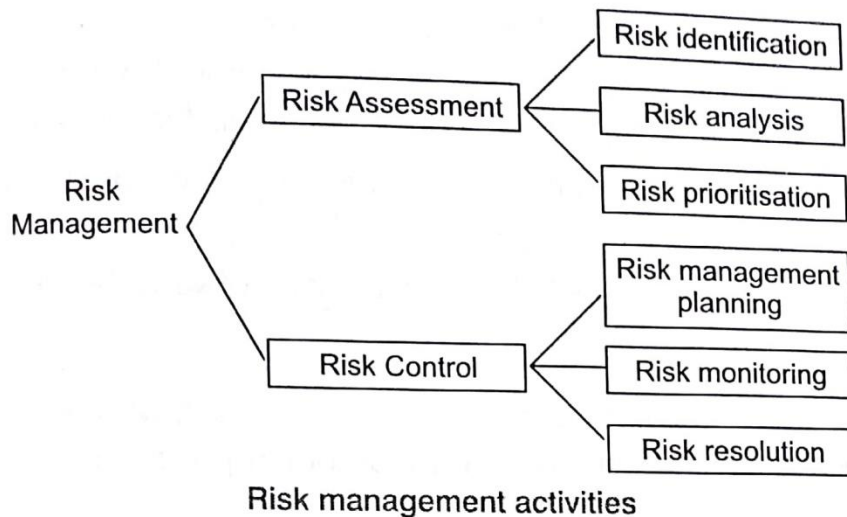 Risk
Management
Risk Assessment
Risk identification
Risk analysis
Risk prioritisation
Risk Control
Risk management
planning
Risk monitoring
Risk resolution
Risk management activities